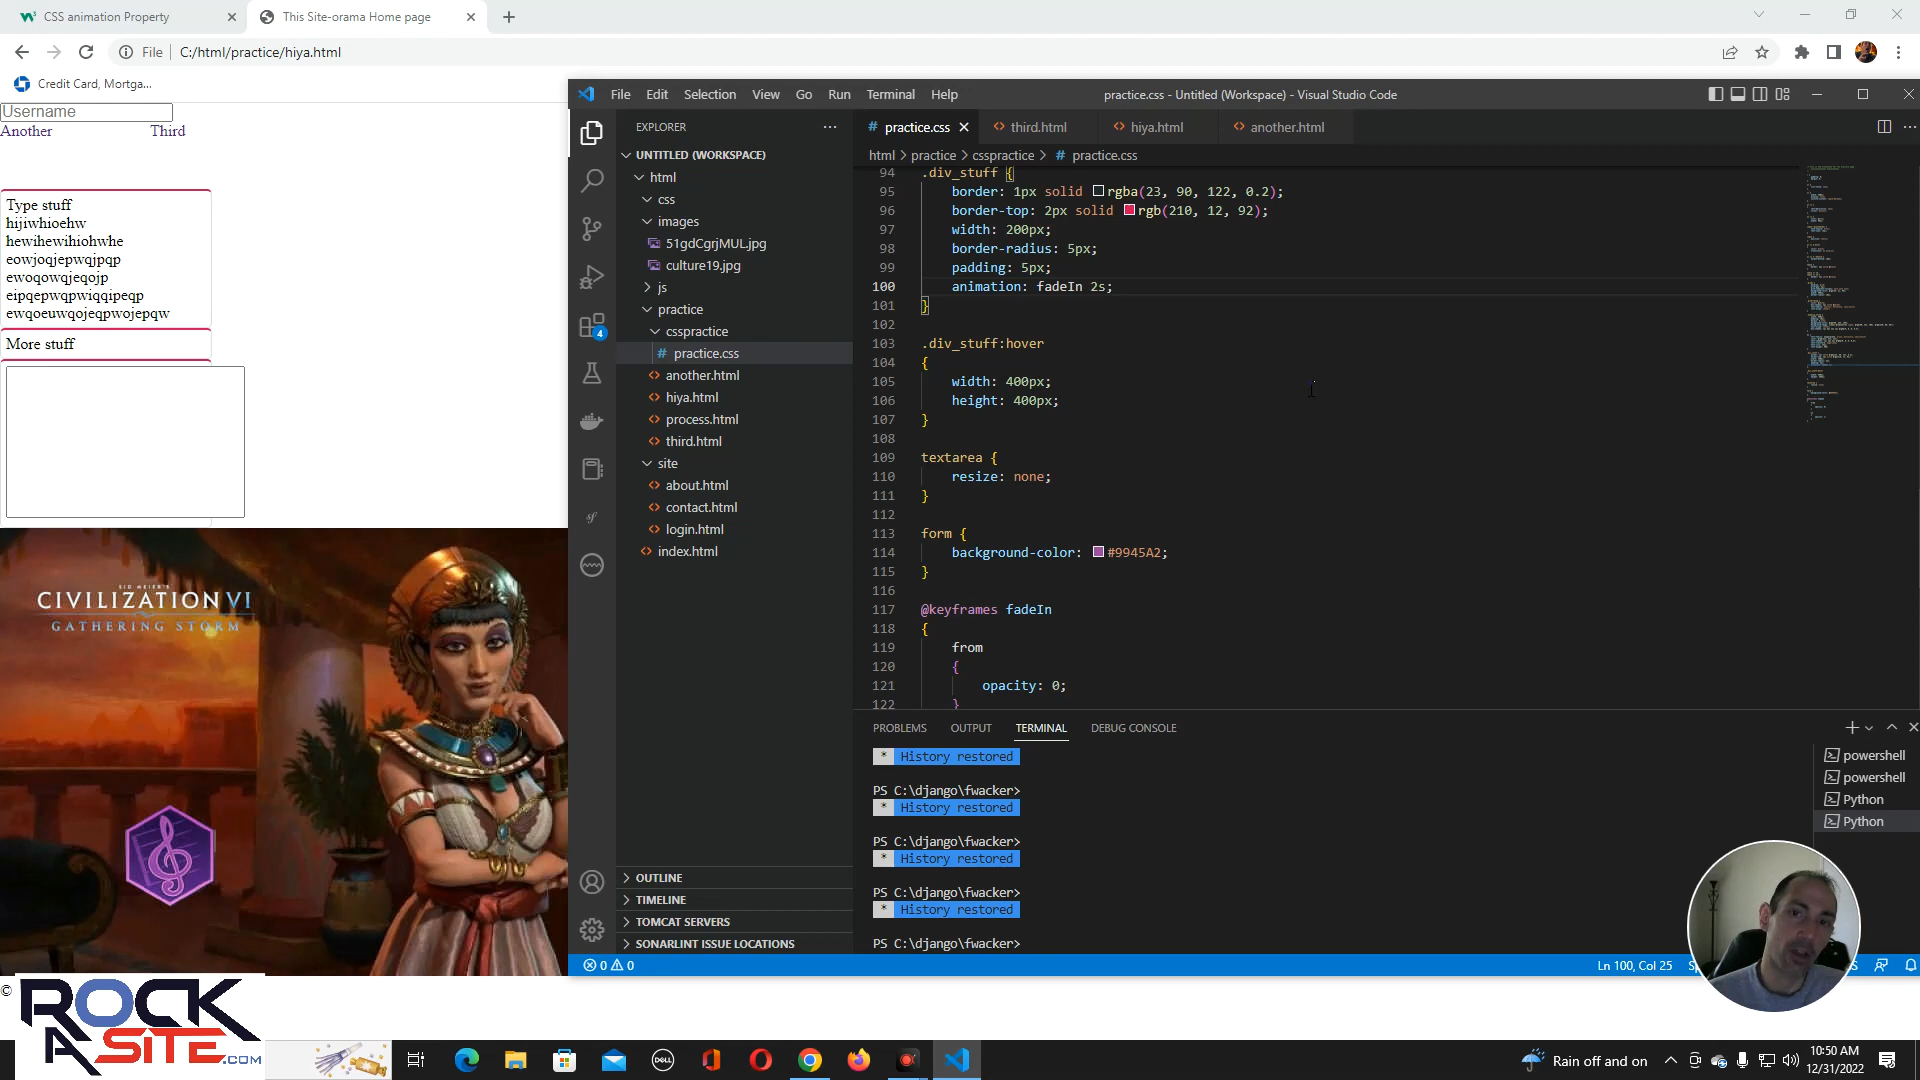 CSS animation Property
This Site-orama Home page
File
C:/html/practice/hiya.html
Credit Card, Mortga...
Username
Another Third
Type stuff
hijiwhioehw
hewihewihiohwhe
eowjoqjepwqjpqp
ewoqowqjeqojp
eipqepwqpwiqqipeqp
ewqoeuwqojeqpwojepqw
More stuff
SID MEIER'S
CIVILIZATION VI
GATHERING STORM
©
ROCK
A SITE.COM
File Edit Selection View Go Run Terminal Help
practice.css - Untitled (Workspace) - Visual Studio Code
EXPLORER
UNTITLED (WORKSPACE)
html
css
images
51gdCgrjMUL.jpg
culture19.jpg
js
practice
csspractice
# practice.css
another.html
hiya.html
process.html
third.html
site
about.html
contact.html
login.html
index.html
4
OUTLINE
TIMELINE
TOMCAT SERVERS
SONARLINT ISSUE LOCATIONS
# practice.css
third.html
hiya.html
another.html
html > practice > csspractice > # practice.css
94 .div_stuff {
95 border: 1px solid rgba(23, 90, 122, 0.2);
96 border-top: 2px solid rgb(210, 12, 92);
97 width: 200px;
98 border-radius: 5px;
99 padding: 5px;
100 animation: fadeIn 2s;
101 }
102
103 .div_stuff:hover
104 {
105 width: 400px;
106 height: 400px;
107 }
108
109 textarea {
110 resize: none;
111 }
112
113 form {
114 background-color: #9945A2;
115 }
116
117 @keyframes fadeIn
118 {
119 from
120 {
121 opacity: 0;
122 }
PROBLEMS OUTPUT TERMINAL DEBUG CONSOLE
* History restored
PS C:\django\fwacker>
* History restored
PS C:\django\fwacker>
* History restored
PS C:\django\fwacker>
* History restored
PS C:\django\fwacker>
powershell
powershell
Python
Python
0 0
Ln 100, Col 25
DELL
Rain off and on
10:50 AM
12/31/2022